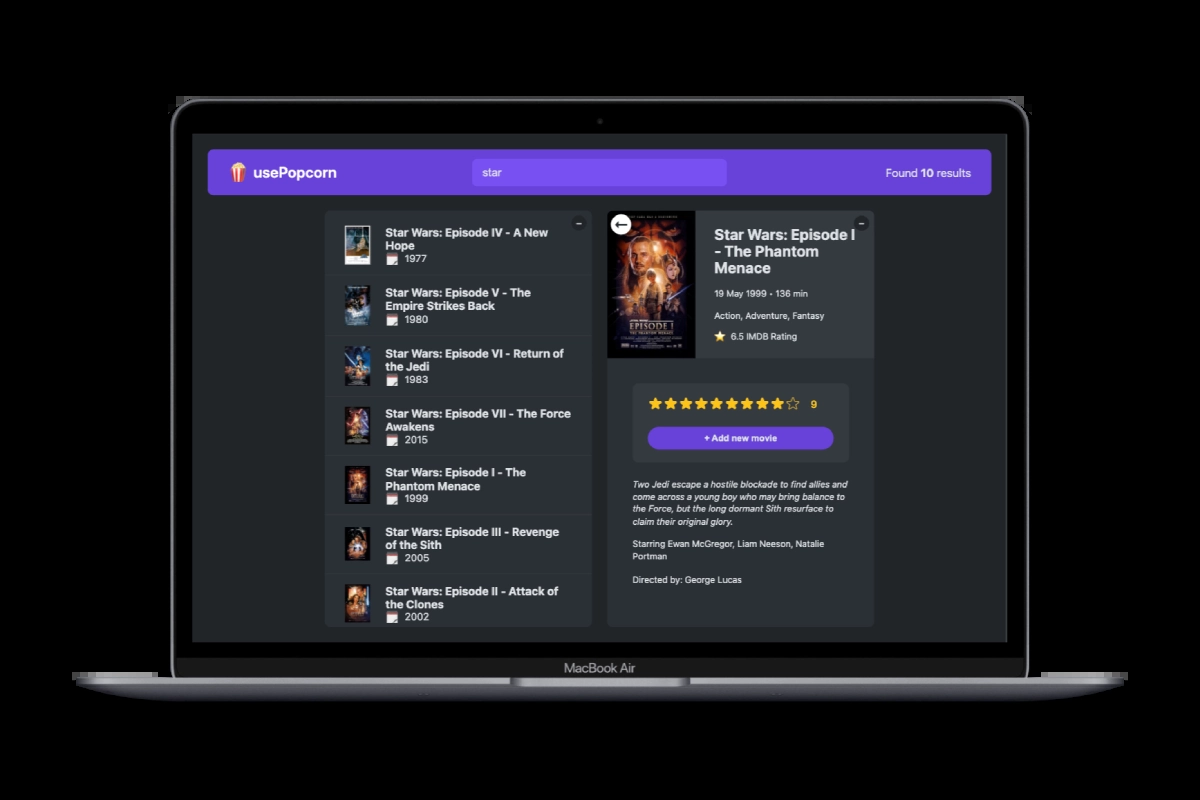 usePopcorn
star
Found 10 results
Star Wars: Episode IV - A New
Hope
1977
Star Wars: Episode V - The
Empire Strikes Back
1980
Star Wars: Episode VI - Return of
the Jedi
1983
Star Wars: Episode VII - The Force
Awakens
2015
Star Wars: Episode I - The
Phantom Menace
1999
Star Wars: Episode III - Revenge
of the Sith
2005
Star Wars: Episode II - Attack of
the Clones
2002
EPISODE I
THE PHANTOM MENACE
Star Wars: Episode I
- The Phantom
Menace
19 May 1999 • 136 min
Action, Adventure, Fantasy
6.5 IMDB Rating
9
+ Add new movie
Two Jedi escape a hostile blockade to find allies and
come across a young boy who may bring balance to
the Force, but the long dormant Sith resurface to
claim their original glory.
Starring Ewan McGregor, Liam Neeson, Natalie
Portman
Directed by: George Lucas
MacBook Air